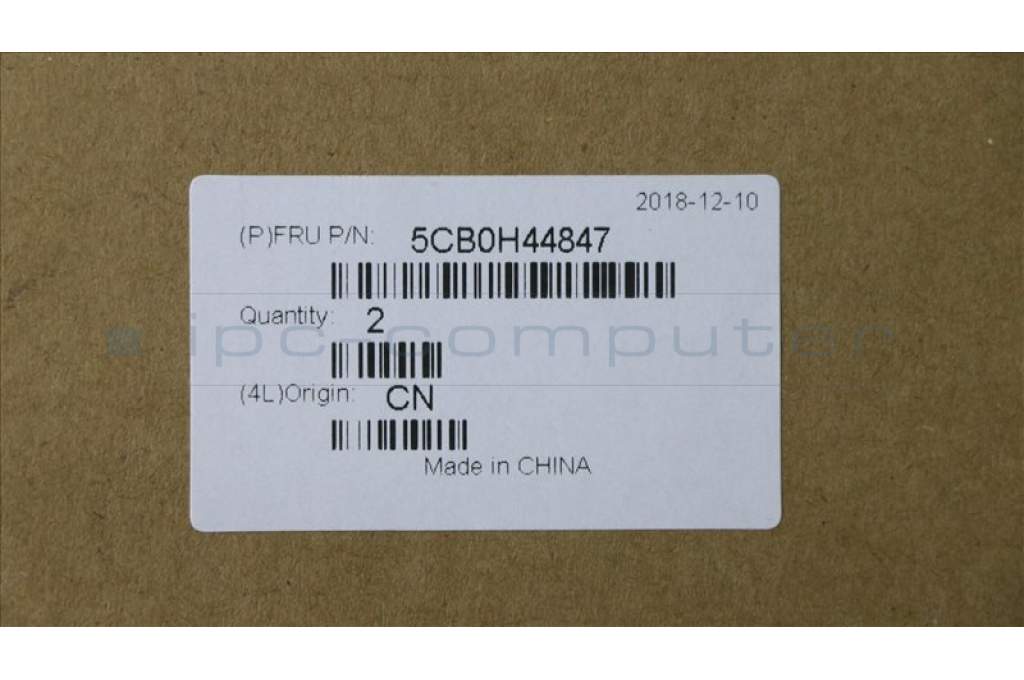 2018-12-10
(P)FRU P/N: 5CB0H44847
Quantity: 2
ipc-computer
(4L)Origin: CN
Made in CHINA